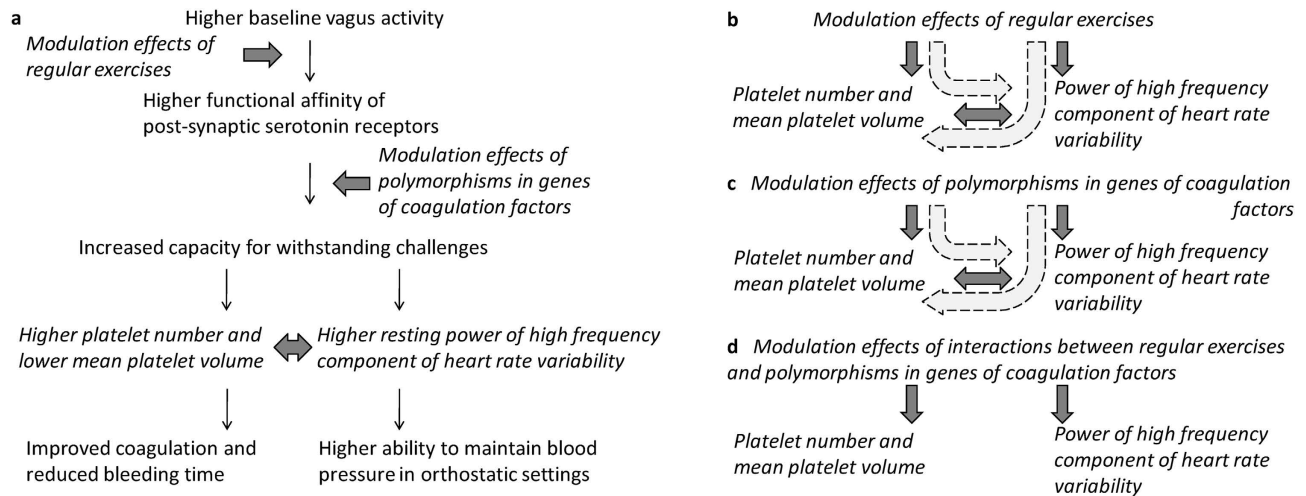 a
Higher baseline vagus activity
Modulation effects of
regular exercises
Higher functional affinity of
post-synaptic serotonin receptors
Modulation effects of
polymorphisms in genes
of coagulation factors
Increased capacity for withstanding challenges
Higher platelet number and
lower mean platelet volume
Higher resting power of high frequency
component of heart rate variability
Improved coagulation and
reduced bleeding time
Higher ability to maintain blood
pressure in orthostatic settings
b Modulation effects of regular exercises
Platelet number and
mean platelet volume
Power of high frequency
component of heart rate
variability
c Modulation effects of polymorphisms in genes of coagulation
factors
Platelet number and
mean platelet volume
Power of high frequency
component of heart rate
variability
d Modulation effects of interactions between regular exercises
and polymorphisms in genes of coagulation factors
Platelet number and
mean platelet volume
Power of high frequency
component of heart rate
variability